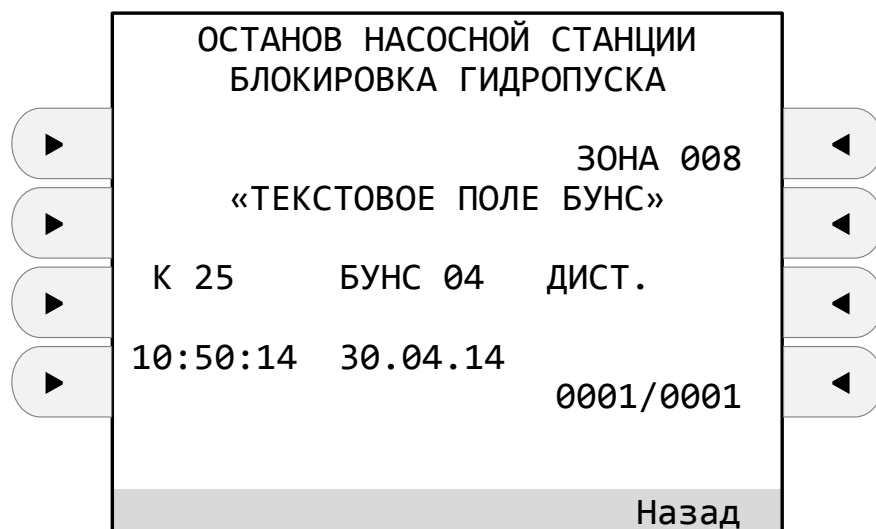 ОСТАНОВ НАСОСНОЙ СТАНЦИИ
БЛОКИРОВКА ГИДРОПУСКА
ЗОНА 008
«ТЕКСТОВОЕ ПОЛЕ БУНС»
К 25 БУНС 04 ДИСТ.
10:50:14 30.04.14
0001/0001
Назад